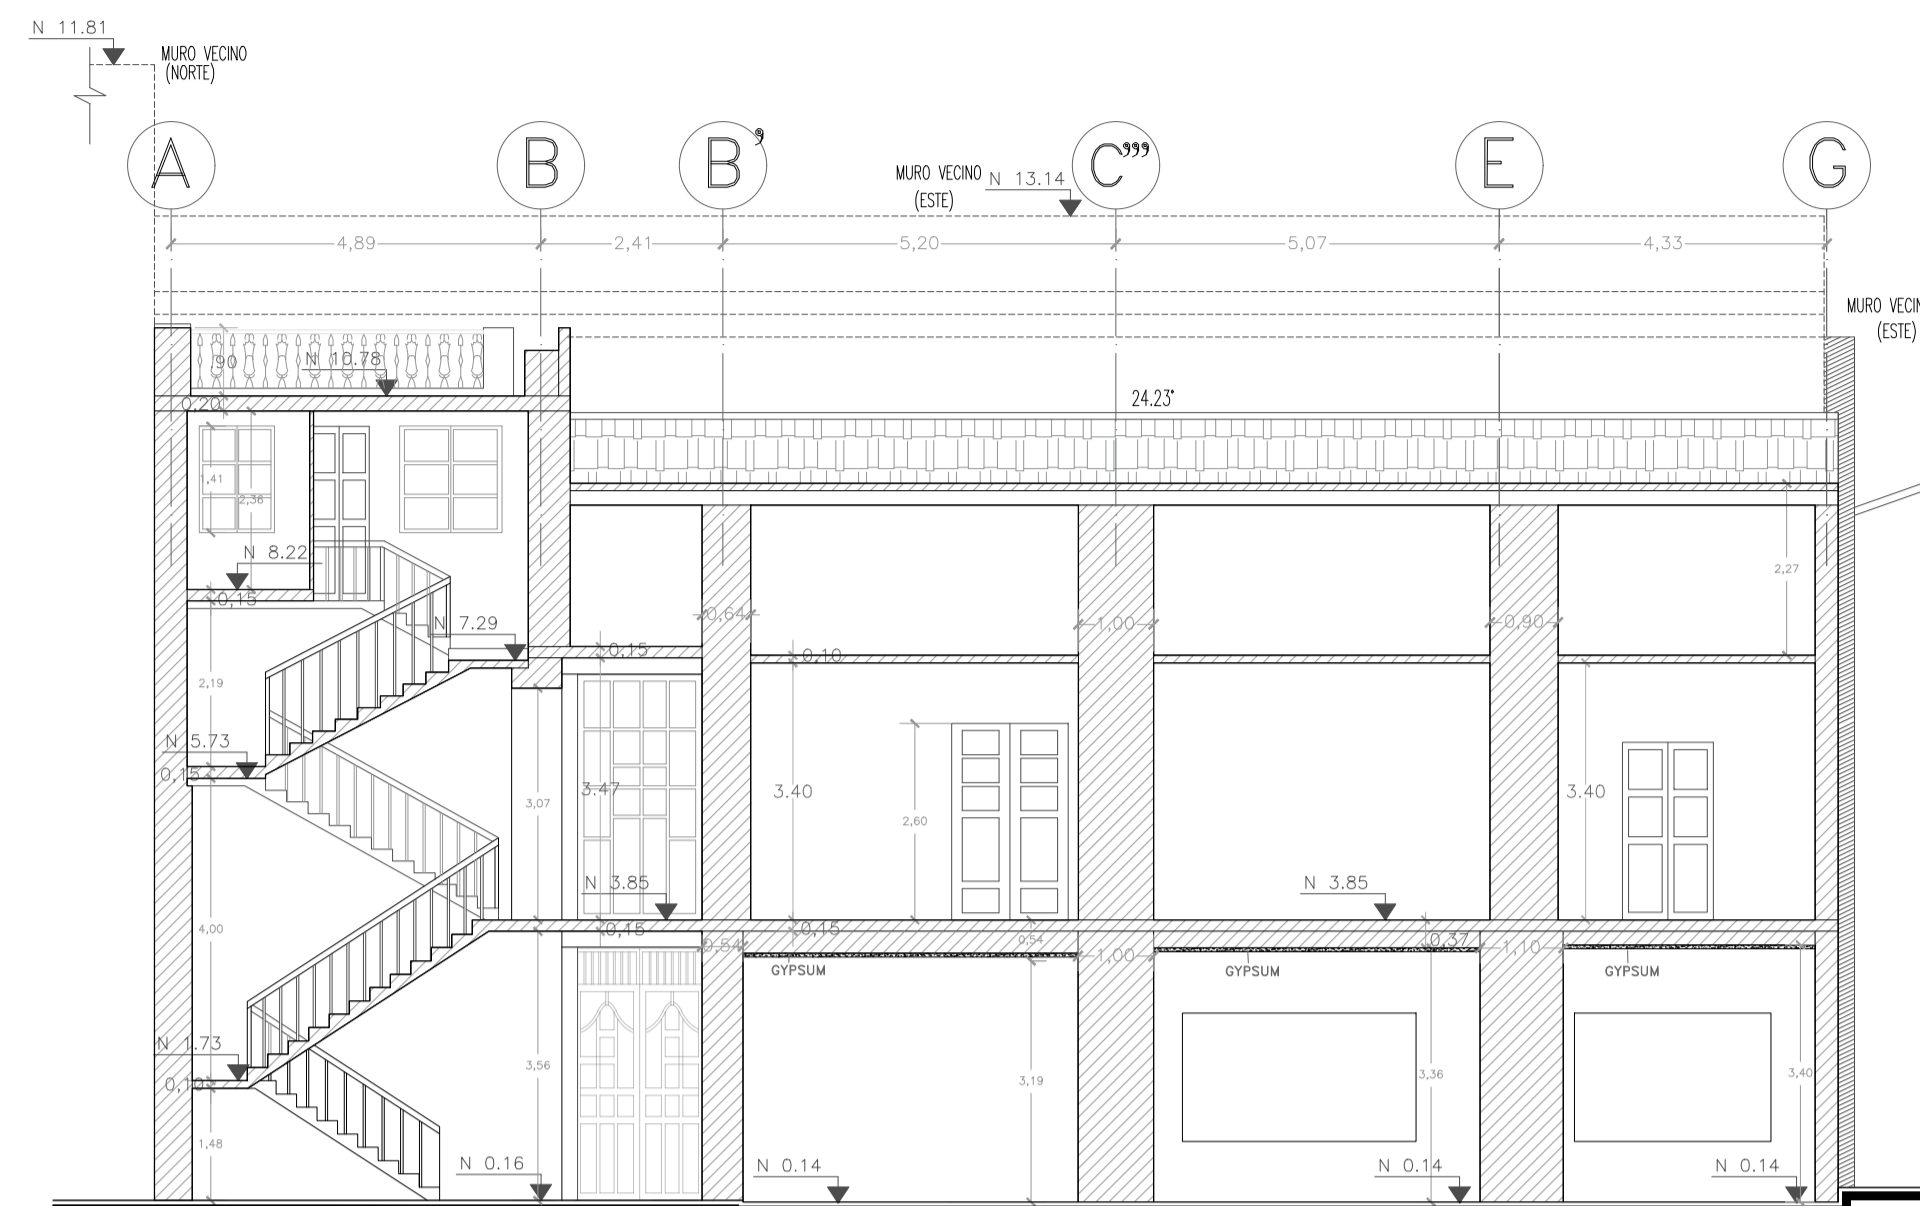 N 11.81
MURO VECINO
(NORTE)
A
B
B'
C'''
E
G
MURO VECINO
(ESTE)
N 13.14
4,89
2,41
5,20
5,07
4,33
MURO VECIN
(ESTE)
,90
N 10.78
0,20
24.23°
1,41
2,36
N 8.22
0,15
2,27
0,64
1,00
0,90
N 7.29
0,15
0,10
2,19
N 5.73
0,15
3.47
3,07
3.40
2,60
3.40
N 3.85
N 3.85
4,00
0,15
0,15
0,54
0,54
0,37
1,00
1,10
GYPSUM
GYPSUM
GYPSUM
N 1.73
0,10
3,56
3,19
3,36
3,40
1,48
N 0.16
N 0.14
N 0.14
N 0.14